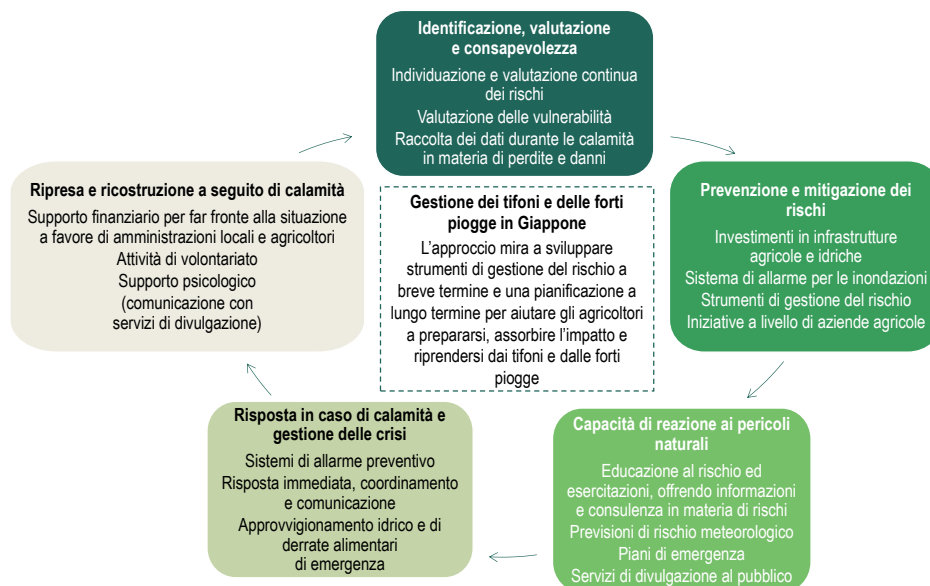 Identificazione, valutazione
e consapevolezza
Individuazione e valutazione continua
dei rischi
Valutazione delle vulnerabilità
Raccolta dei dati durante le calamità
in materia di perdite e danni
Prevenzione e mitigazione dei
rischi
Investimenti in infrastrutture
agricole e idriche
Sistema di allarme per le inondazioni
Strumenti di gestione del rischio
Iniziative a livello di aziende agricole
Capacità di reazione ai pericoli
naturali
Educazione al rischio ed
esercitazioni, offrendo informazioni
e consulenza in materia di rischi
Previsioni di rischio meteorologico
Piani di emergenza
Servizi di divulgazione al pubblico
Risposta in caso di calamità e
gestione delle crisi
Sistemi di allarme preventivo
Risposta immediata, coordinamento
e comunicazione
Approvvigionamento idrico e di
derrate alimentari
di emergenza
Ripresa e ricostruzione a seguito di calamità
Supporto finanziario per far fronte alla situazione
a favore di amministrazioni locali e agricoltori
Attività di volontariato
Supporto psicologico
(comunicazione con
servizi di divulgazione)
Gestione dei tifoni e delle forti
piogge in Giappone
L’approccio mira a sviluppare
strumenti di gestione del rischio a
breve termine e una pianificazione a
lungo termine per aiutare gli agricoltori
a prepararsi, assorbire l’impatto e
riprendersi dai tifoni e dalle forti
piogge